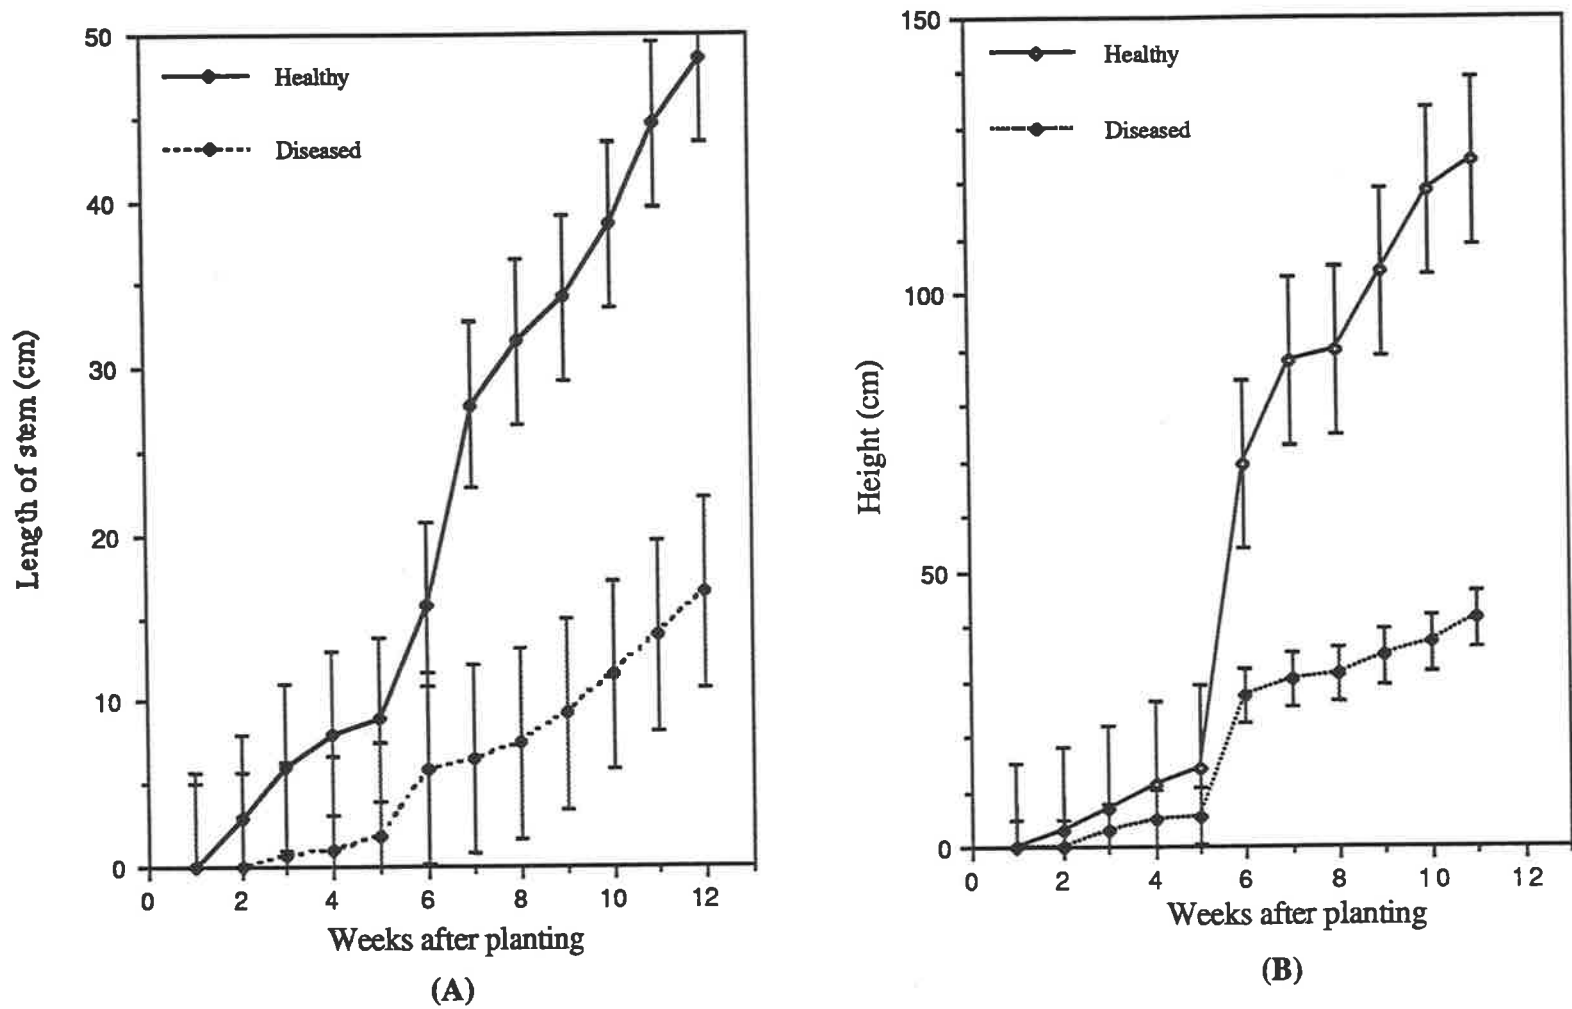 50
40
30
20
10
0
Length of stem (cm)
Healthy
Diseased
0 2 4 6 8 10 12
Weeks after planting
(A)
150
100
50
0
Height (cm)
Healthy
Diseased
0 2 4 6 8 10 12
Weeks after planting
(B)